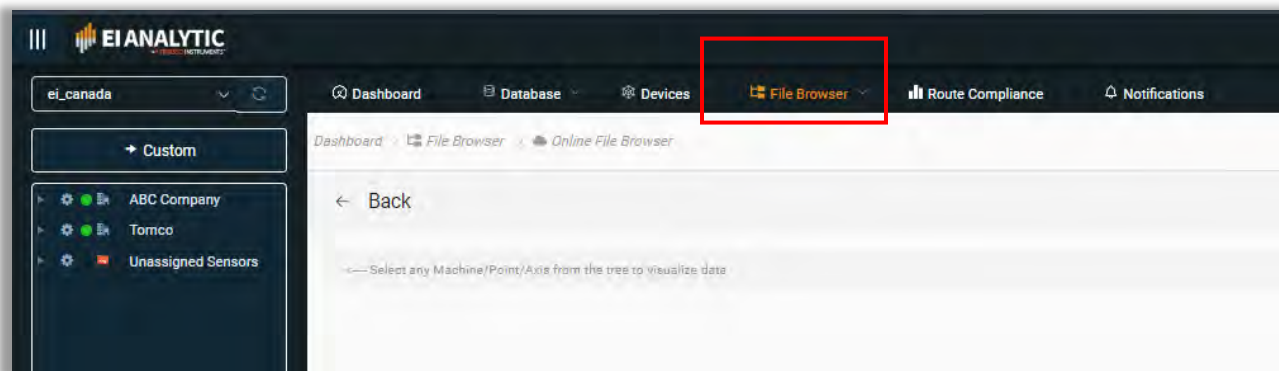 EI ANALYTIC
INSTRUMENTS
ei_canada
Dashboard Database Devices File Browser Route Compliance Notifications
Custom
Dashboard File Browser Online File Browser
ABC Company
Tomco
Unassigned Sensors
← Back
<--- Select any Machine/Point/Axis from the tree to visualize data